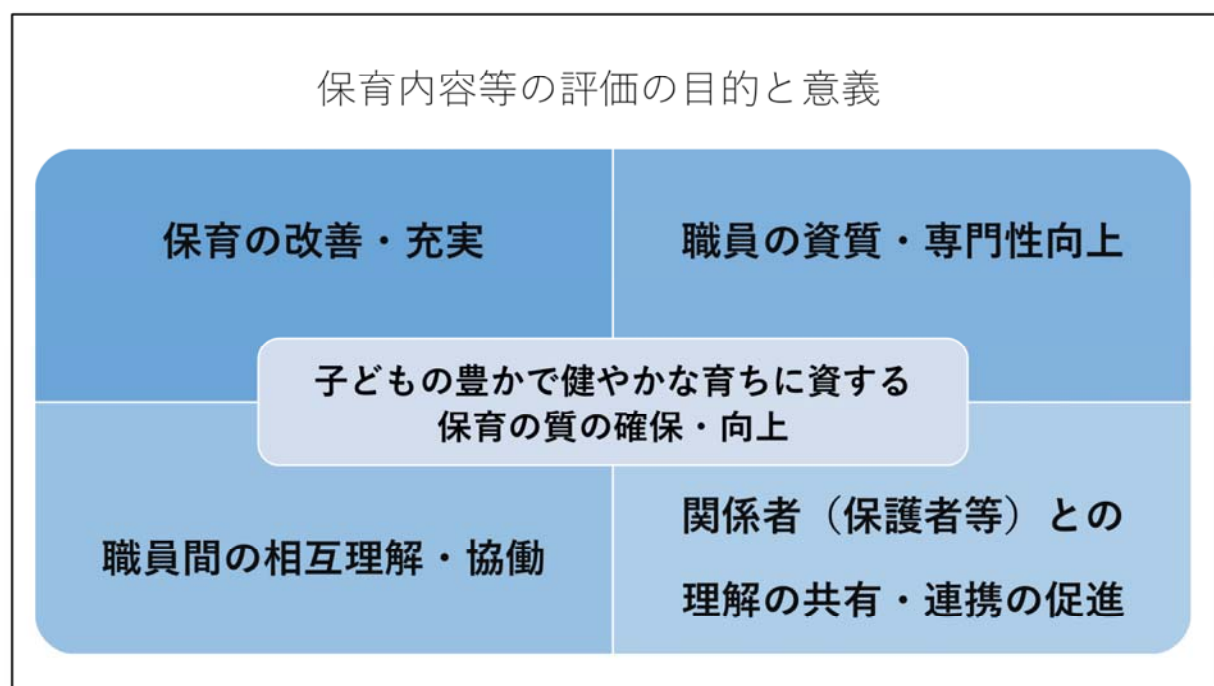 保育内容等の評価の目的と意義
保育の改善・充実
職員の資質・専門性向上
子どもの豊かで健やかな育ちに資する
保育の質の確保・向上
職員間の相互理解・協働
関係者（保護者等）との
理解の共有・連携の促進